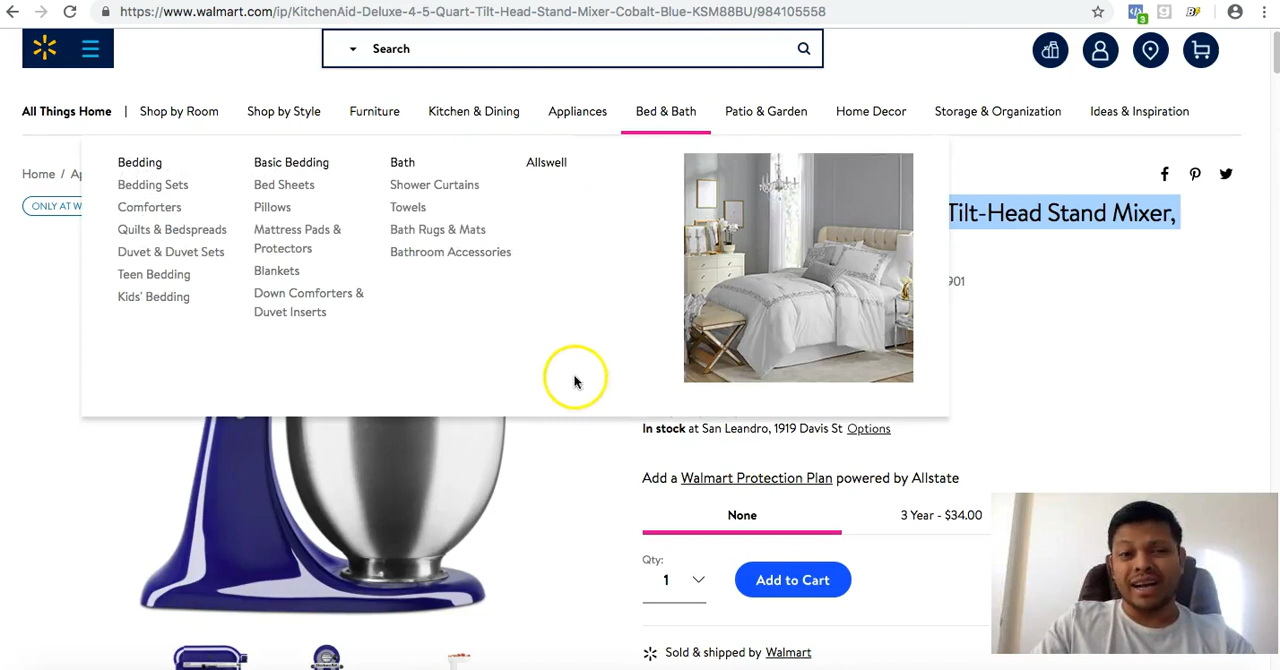 https://www.walmart.com/ip/KitchenAid-Deluxe-4-5-Quart-Tilt-Head-Stand-Mixer-Cobalt-Blue-KSM88BU/984105558
3
Search
All Things Home | Shop by Room Shop by Style Furniture Kitchen & Dining Appliances Bed & Bath Patio & Garden Home Decor Storage & Organization Ideas & Inspiration
Home /
ONLY AT
Bedding
Bedding Sets
Comforters
Quilts & Bedspreads
Duvet & Duvet Sets
Teen Bedding
Kids' Bedding
Basic Bedding
Bed Sheets
Pillows
Mattress Pads &
Protectors
Blankets
Down Comforters &
Duvet Inserts
Bath
Shower Curtains
Towels
Bath Rugs & Mats
Bathroom Accessories
Allswell
Tilt-Head Stand Mixer,
901
In stock at San Leandro, 1919 Davis St Options
Add a Walmart Protection Plan powered by Allstate
None 3 Year - $34.00
Qty:
1
Add to Cart
Sold & shipped by Walmart